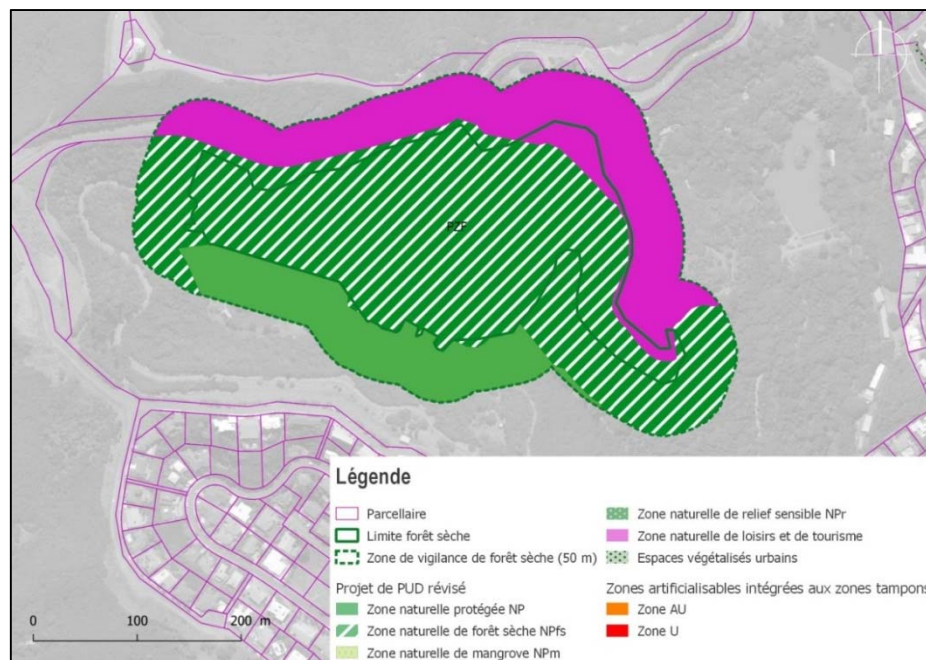 PZF
Légende
Parcellaire
Limite forêt sèche
Zone de vigilance de forêt sèche (50 m)
Projet de PUD révisé
Zone naturelle protégée NP
Zone naturelle de forêt sèche NPfs
Zone naturelle de mangrove NPm
Zone naturelle de relief sensible NPr
Zone naturelle de loisirs et de tourisme
Espaces végétalisés urbains
Zones artificialisables intégrées aux zones tampons
Zone AU
Zone U
0 100 200 m